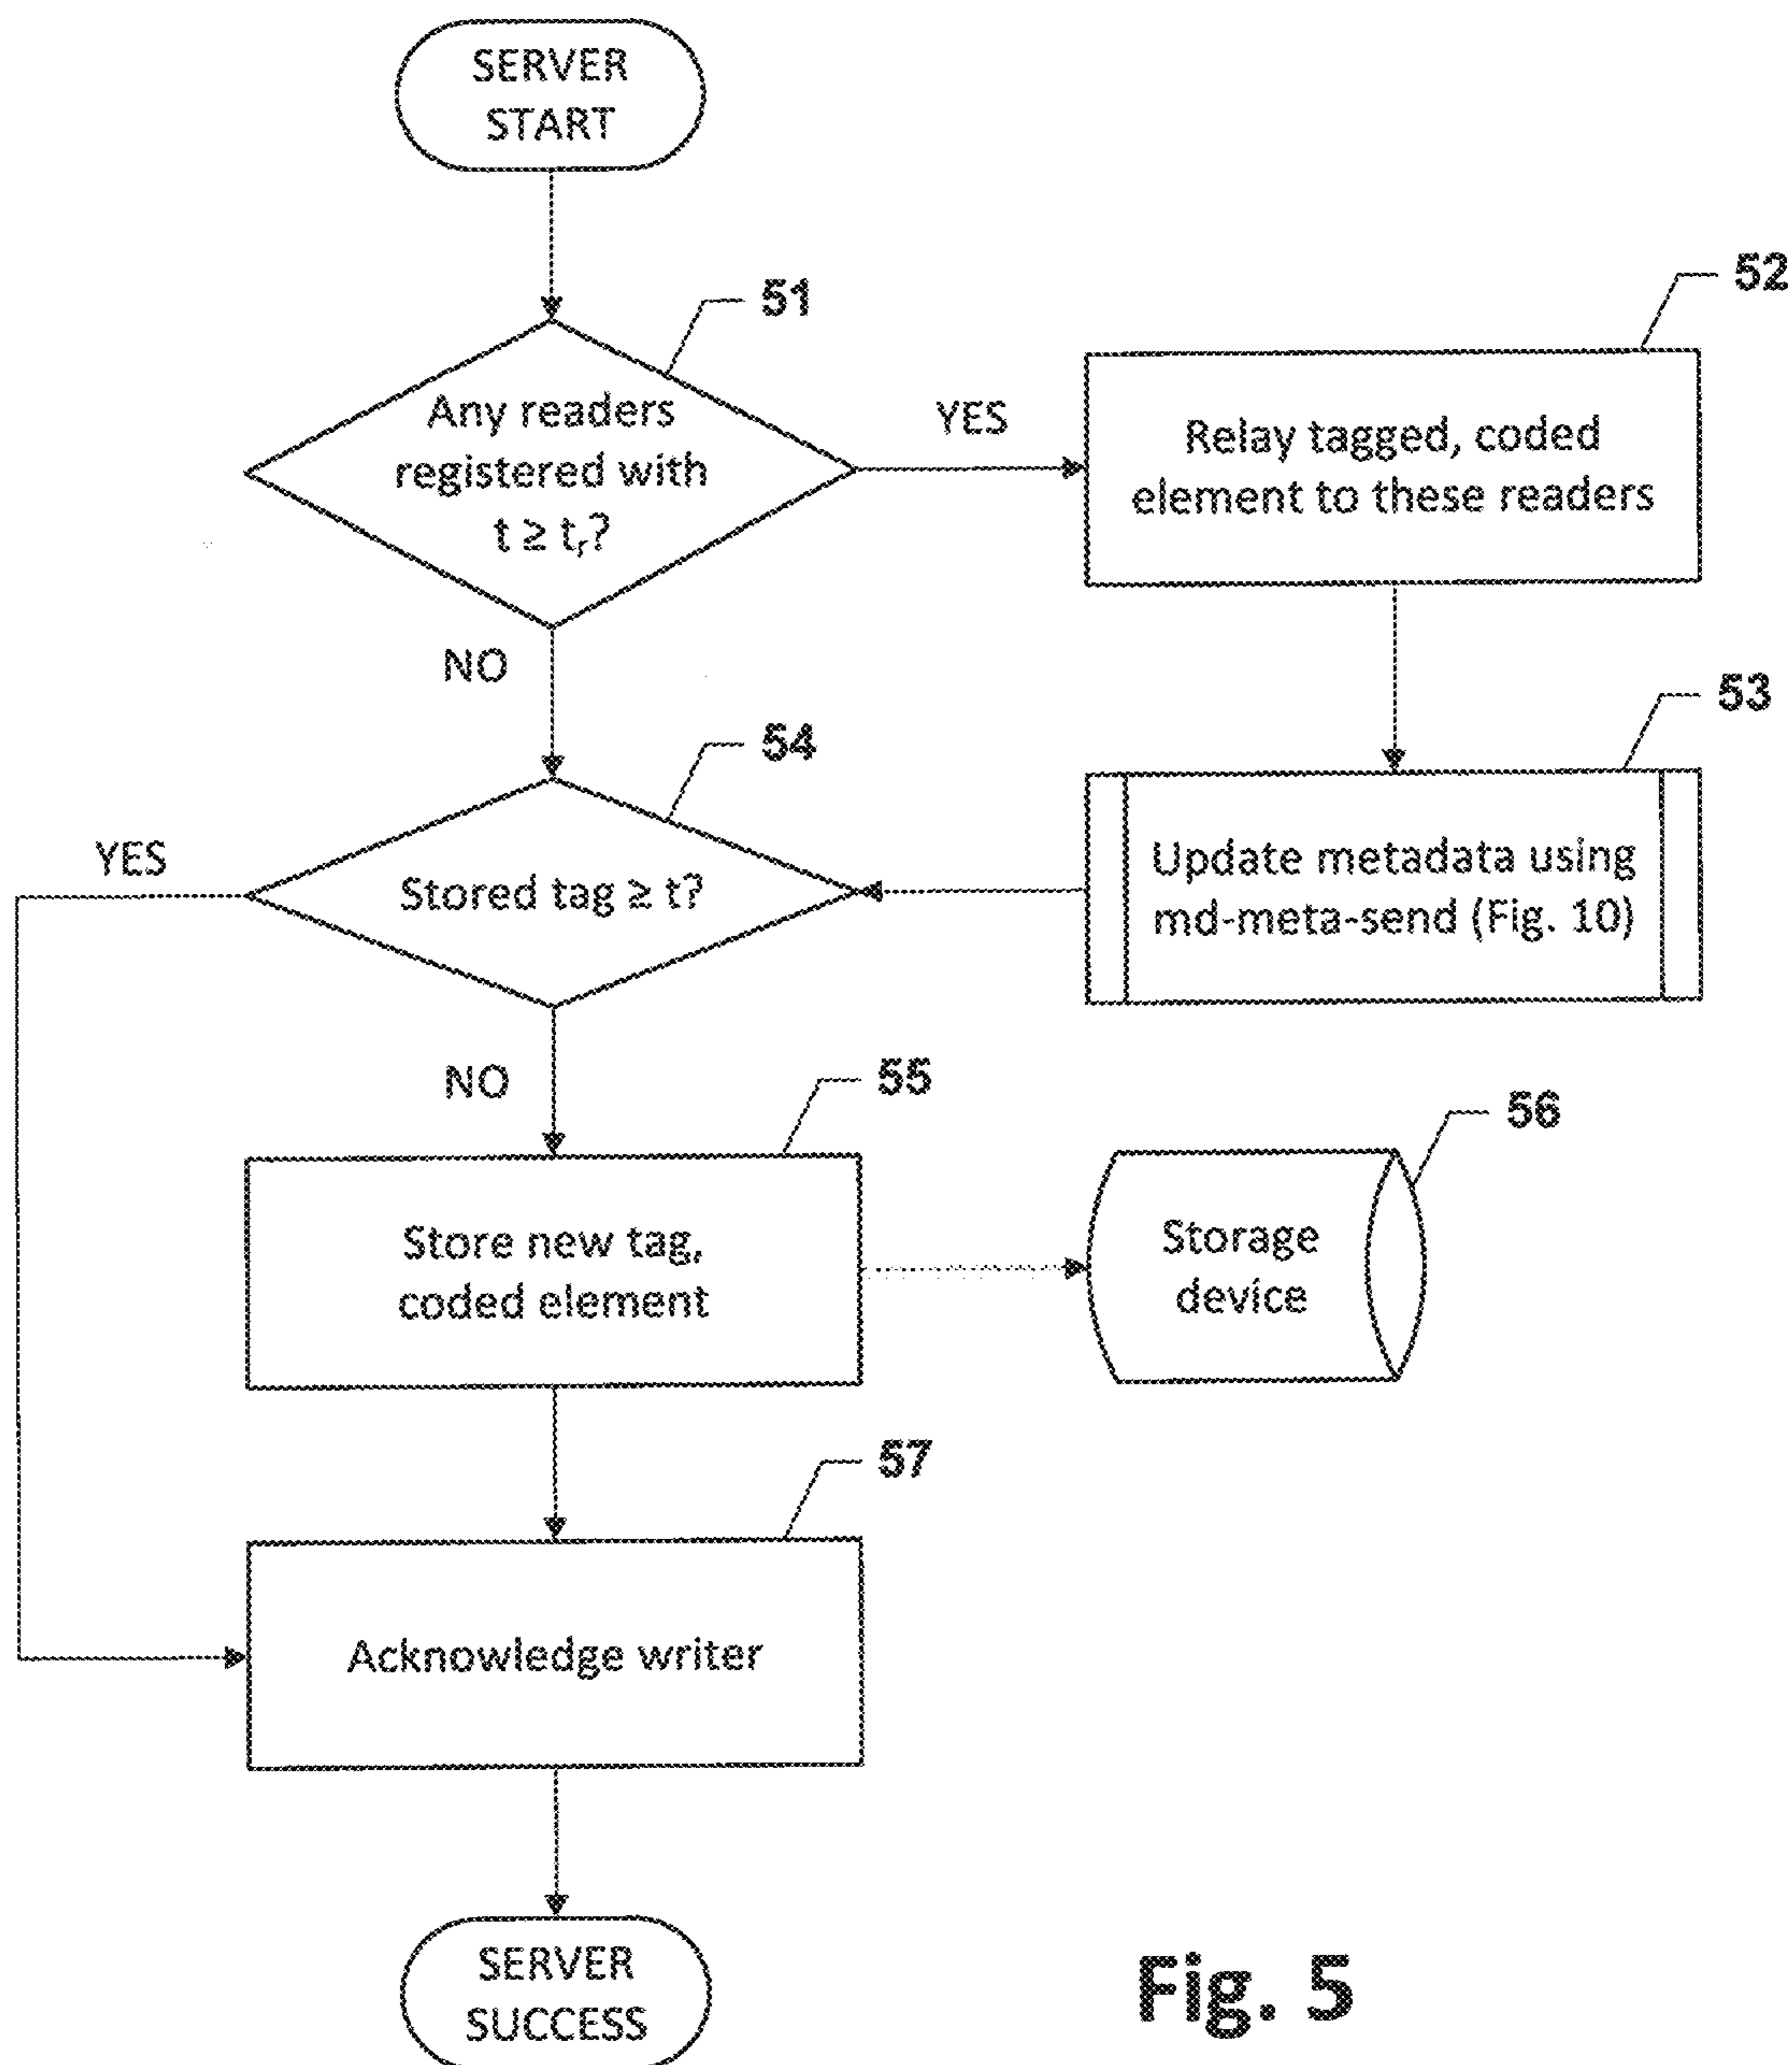 SERVER
START
51
Any readers
registered with
t ≥ tᵣ?
YES
52
Relay tagged, coded
element to these readers
NO
53
Update metadata using
md-meta-send (Fig. 10)
54
Stored tag ≥ t?
YES
NO
55
Store new tag,
coded element
56
Storage
device
57
Acknowledge writer
SERVER
SUCCESS
Fig. 5